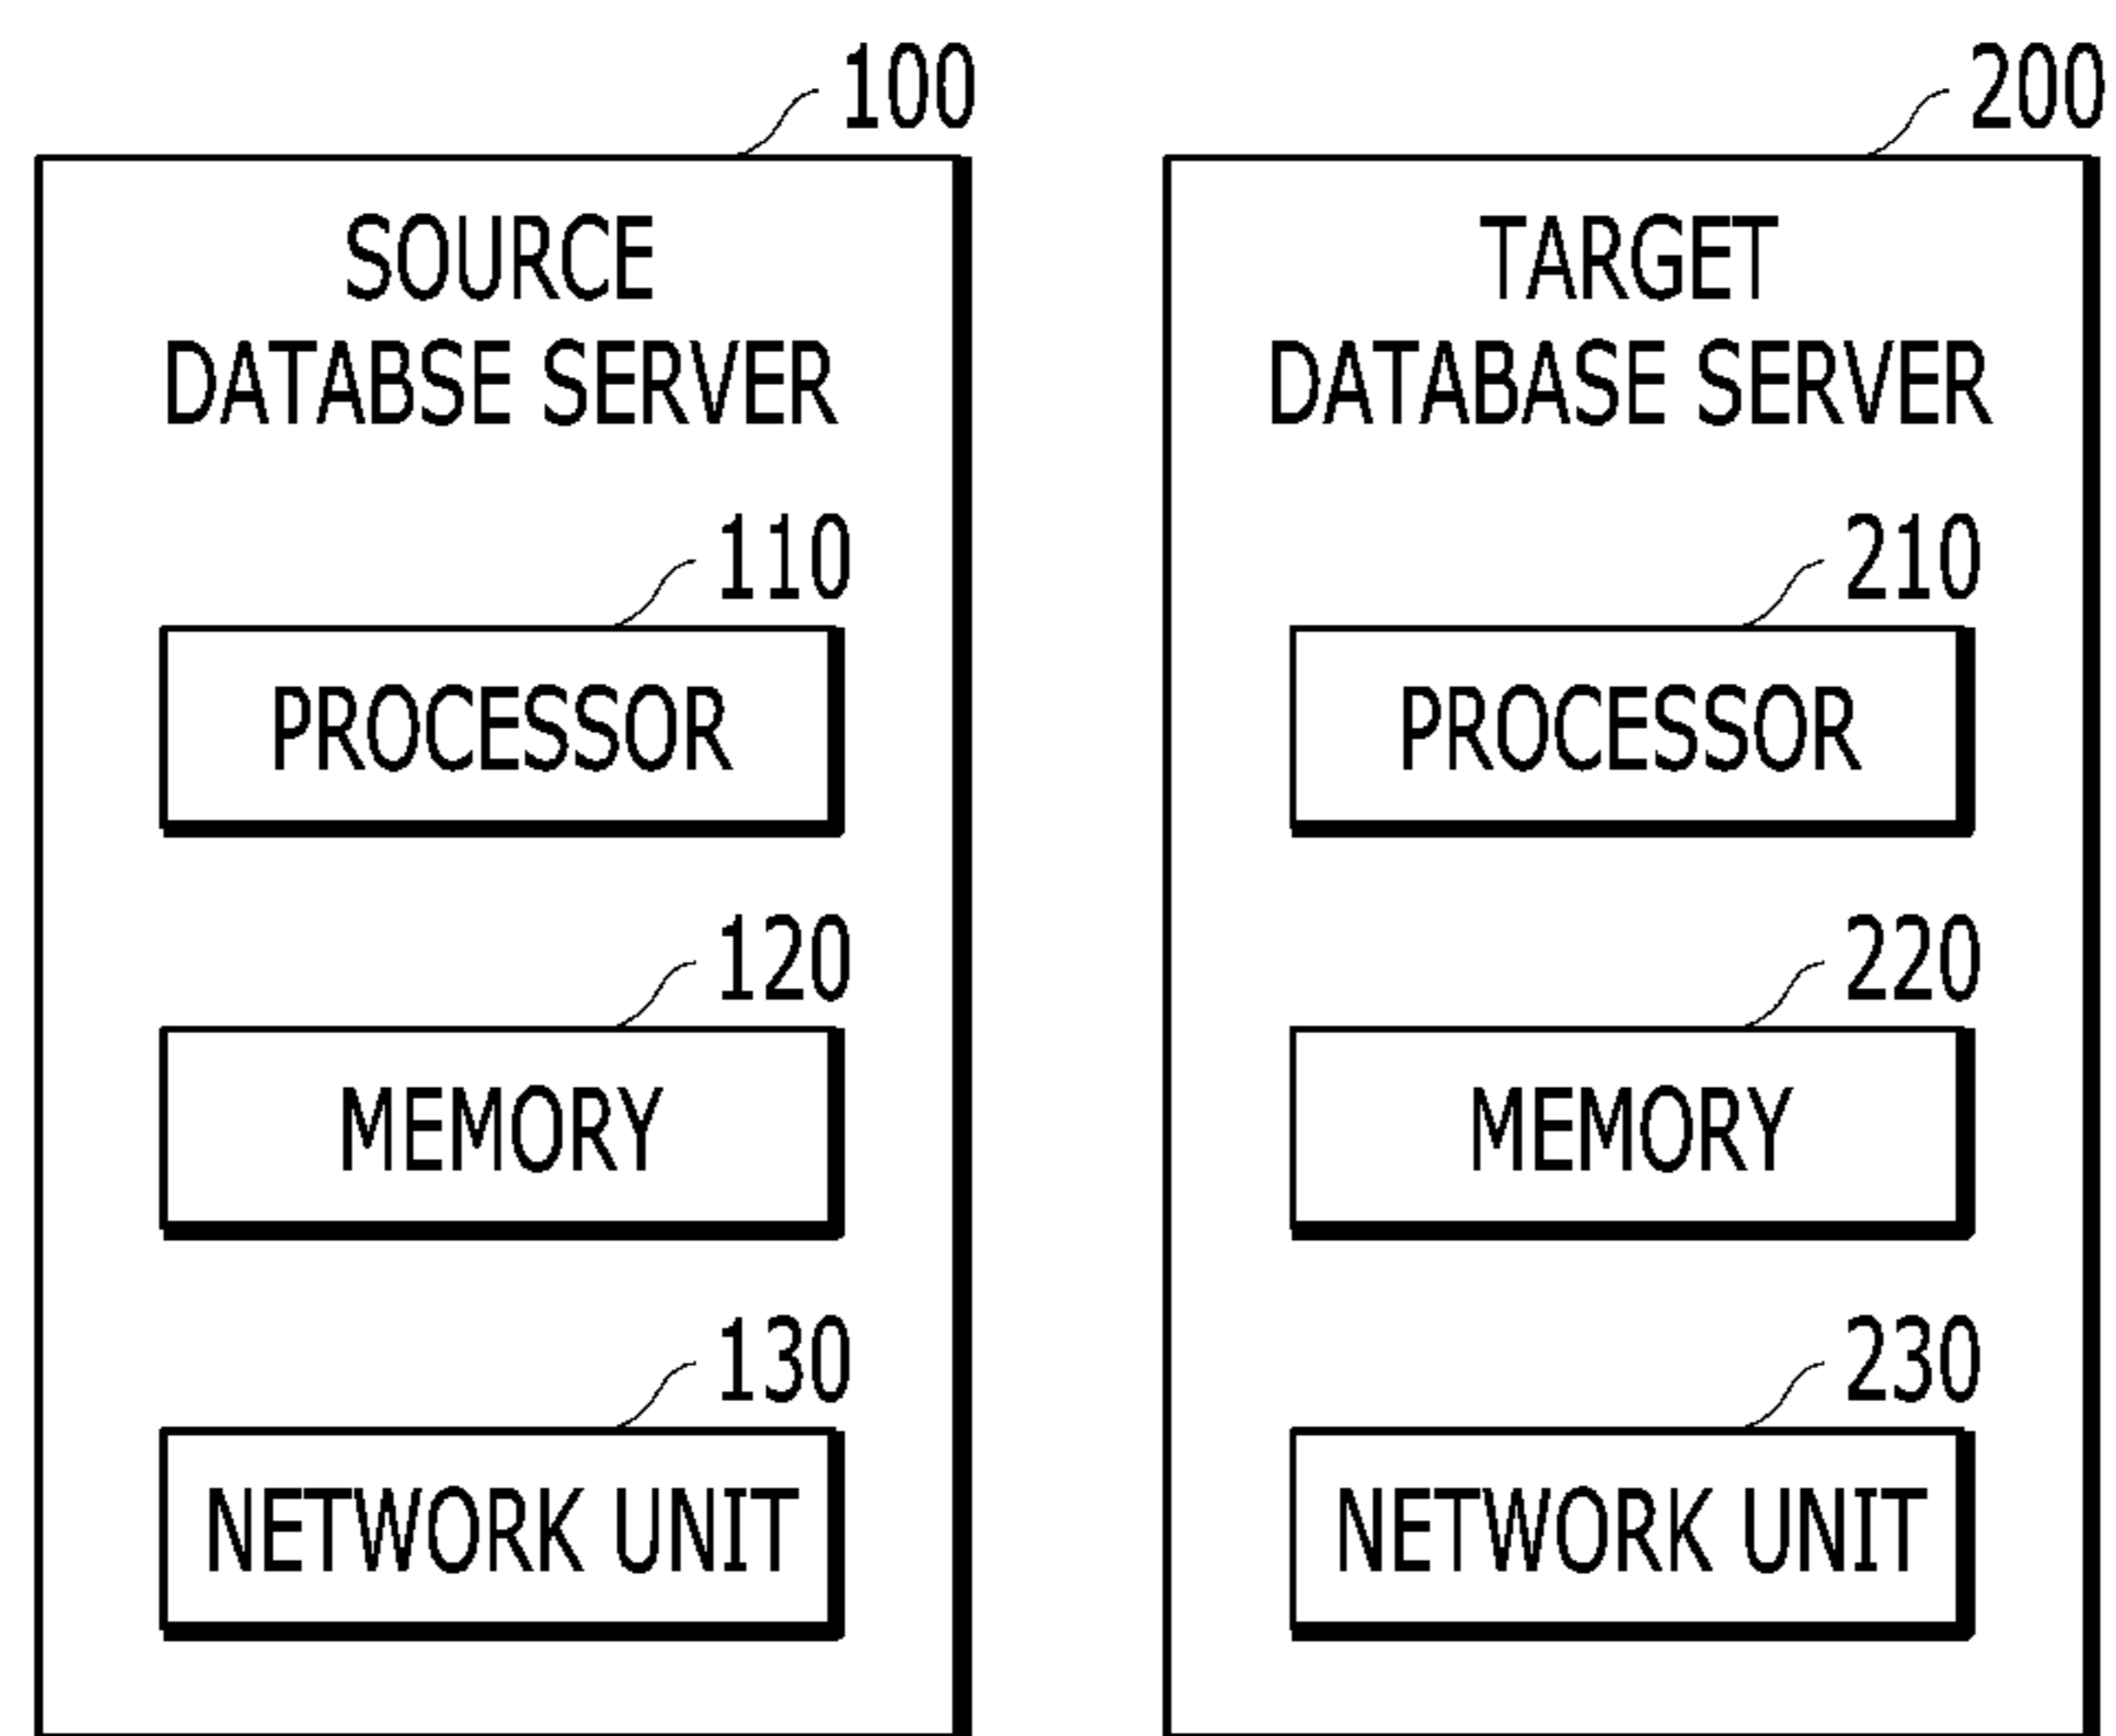 100
SOURCE
DATABSE SERVER
110
PROCESSOR
120
MEMORY
130
NETWORK UNIT
200
TARGET
DATABASE SERVER
210
PROCESSOR
220
MEMORY
230
NETWORK UNIT